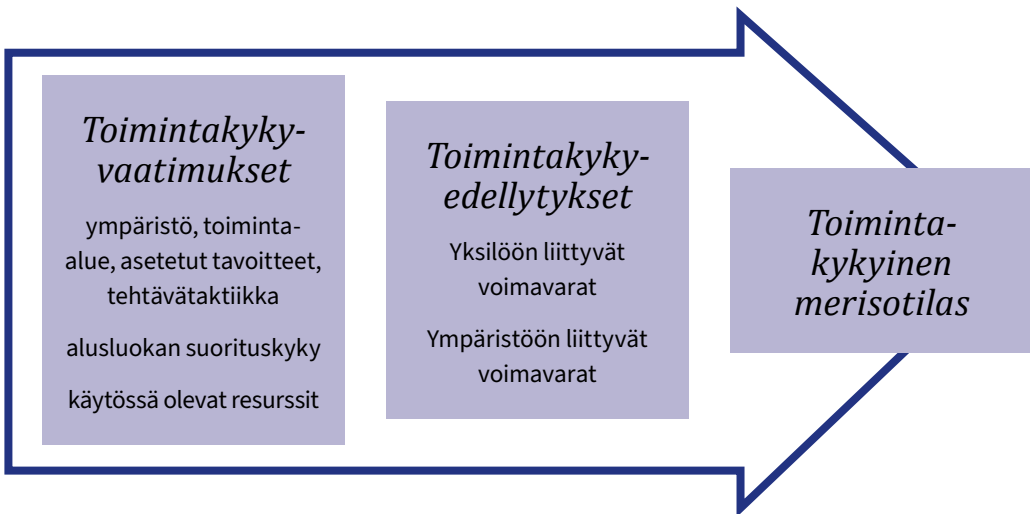 Toimintakyky-
vaatimukset
ympäristö, toiminta-
alue, asetetut tavoitteet,
tehtävätaktiikka
alusluokan suorituskyky
käytössä olevat resurssit
Toimintakyky-
edellytykset
Yksilöön liittyvät
voimavarat
Ympäristöön liittyvät
voimavarat
Toiminta-
kykyinen
merisotilas